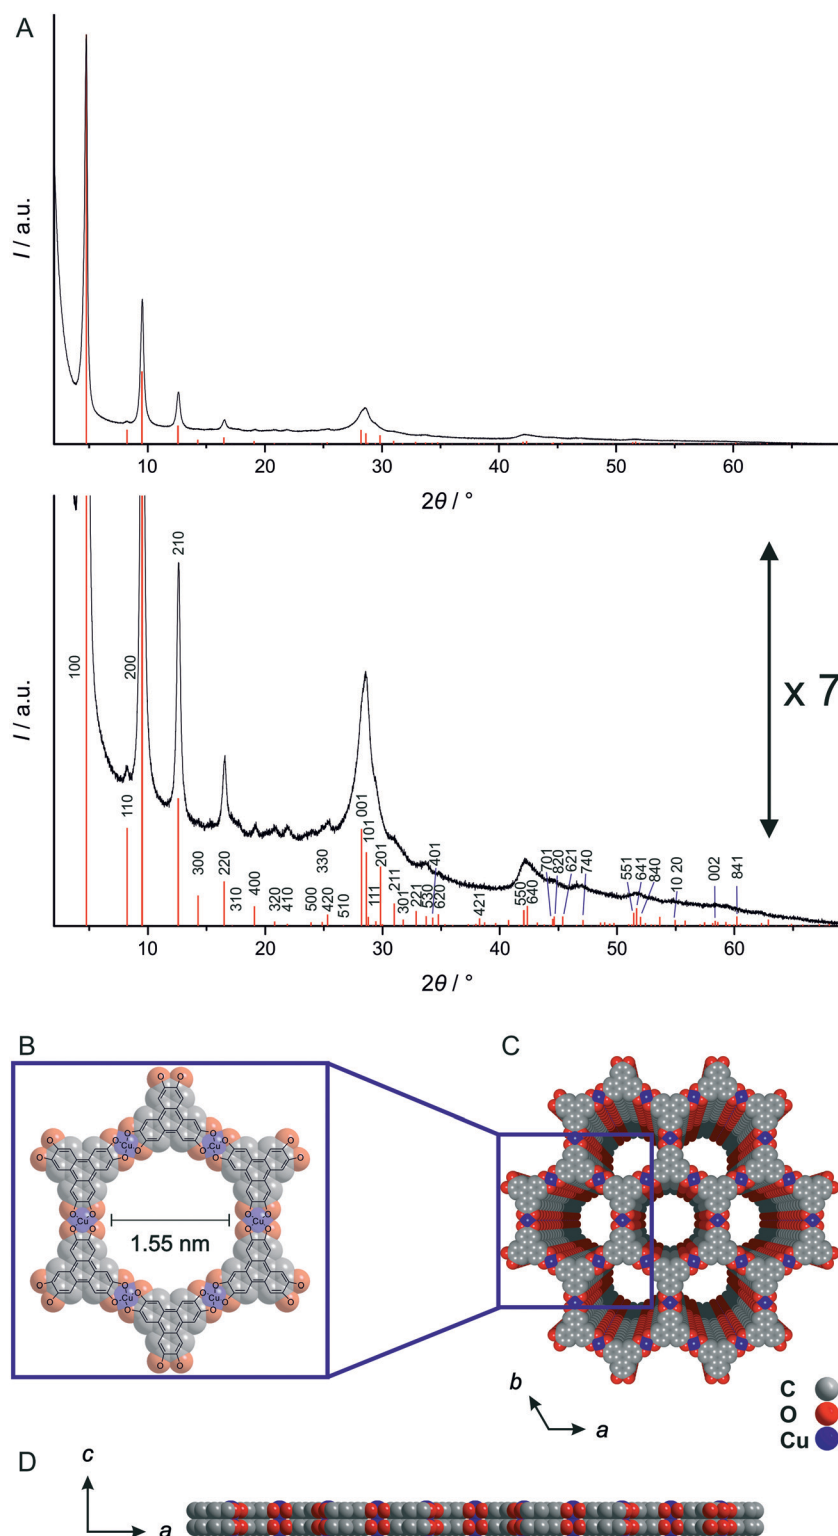 A
I / a.u.
10 20 30 40 50 60
2θ / °
I / a.u.
100
110
200
210
300
220
310
400
320
410
500
330
420
510
001
101
111
201
211
301
221
530
401
620
421
550
640
701
820
621
740
551
641
840
10 20
002
841
x 7
10 20 30 40 50 60
2θ / °
B
O O
O O O O
Cu Cu
O O O O
O O O O
O O O O
O O
Cu 1.55 nm Cu
O O
O O O O
O O O O
Cu Cu
O O O O
O O
C
b
a
C
O
Cu
D
c
a